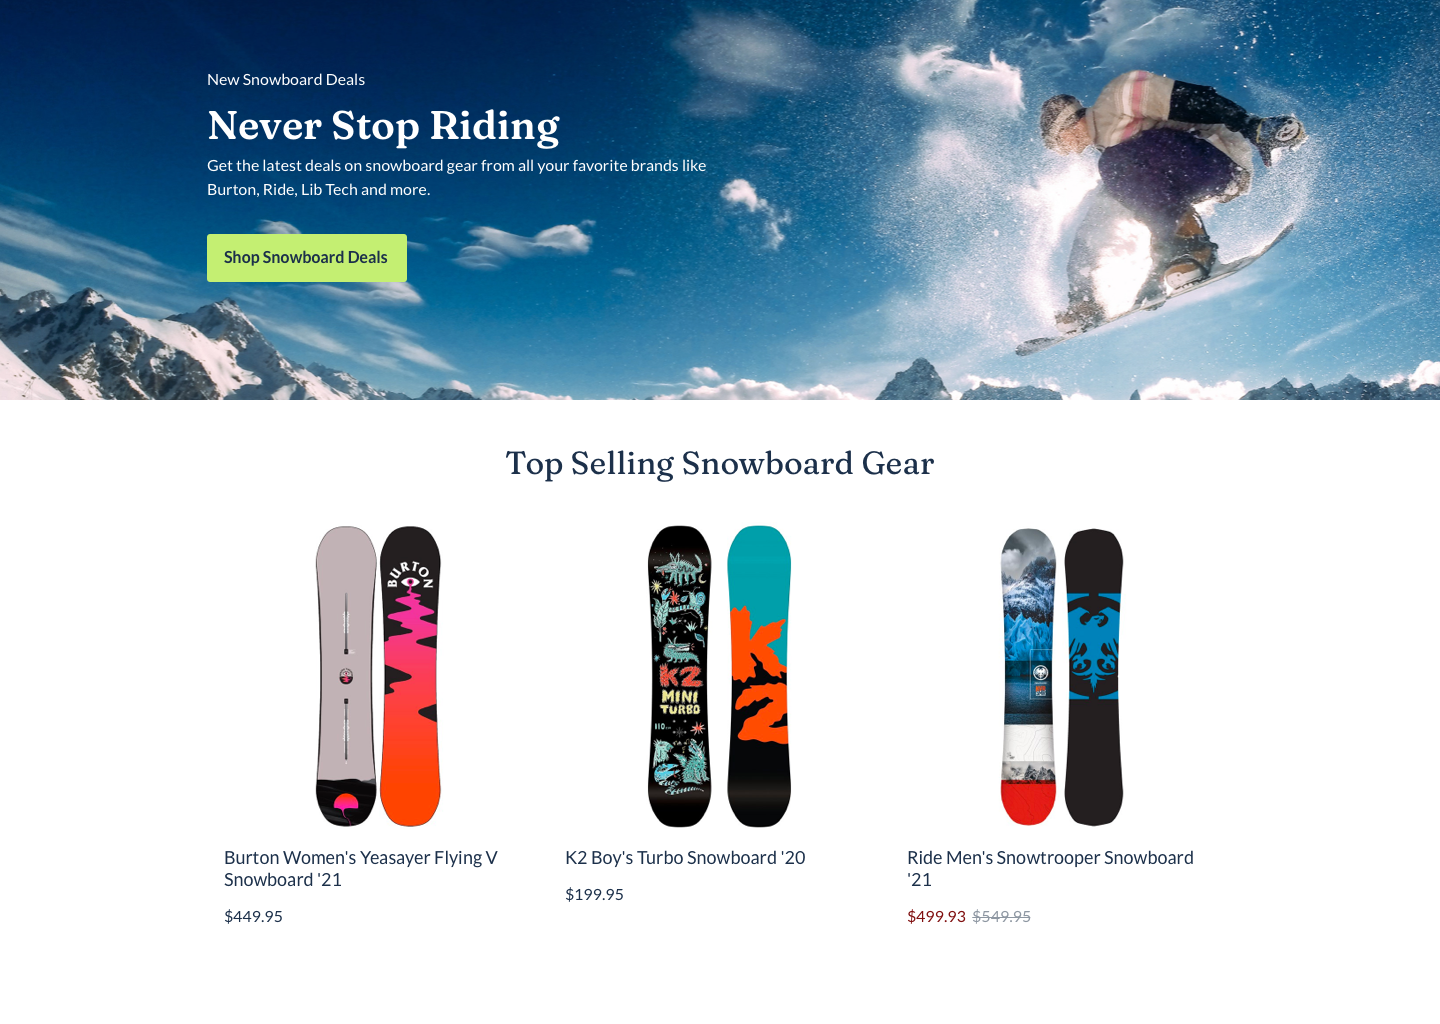 New Snowboard Deals
Never Stop Riding
Get the latest deals on snowboard gear from all your favorite brands like
Burton, Ride, Lib Tech and more.
Shop Snowboard Deals
Top Selling Snowboard Gear
BURTON
K2
MINI
TURBO
110
K2
Burton Women's Yeasayer Flying V
Snowboard '21
$449.95
K2 Boy's Turbo Snowboard '20
$199.95
Ride Men's Snowtrooper Snowboard
'21
$499.93 $549.95